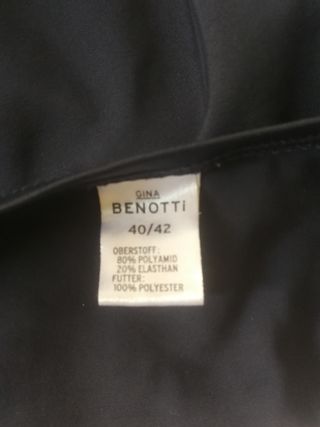 GINA
BENOTTi
40/42
OBERSTOFF:
80% POLYAMID
20% ELASTHAN
FUTTER:
100% POLYESTER